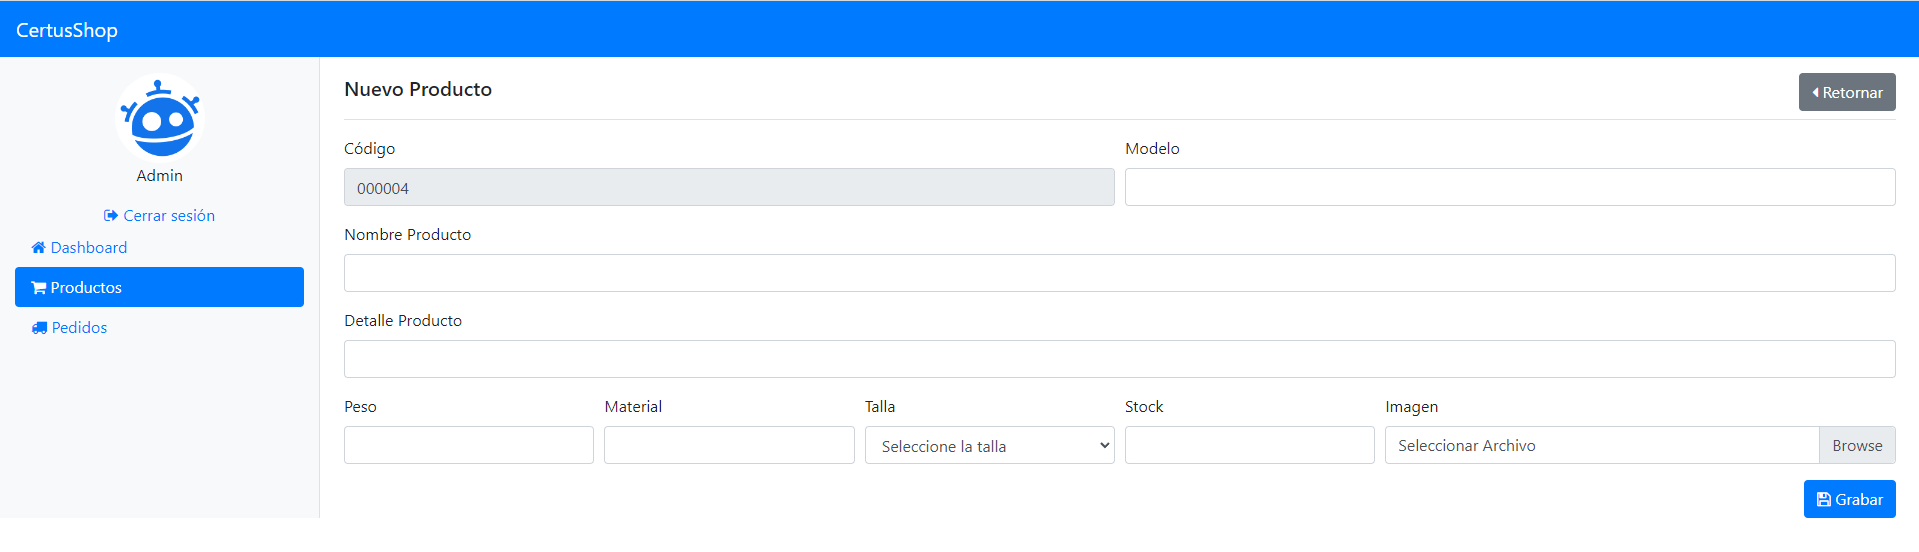 CertusShop
Admin
Cerrar sesión
Dashboard
Productos
Pedidos
Nuevo Producto
Retornar
Código
Modelo
000004
Nombre Producto
Detalle Producto
Peso
Material
Talla
Stock
Imagen
Seleccione la talla
Seleccionar Archivo
Browse
Grabar